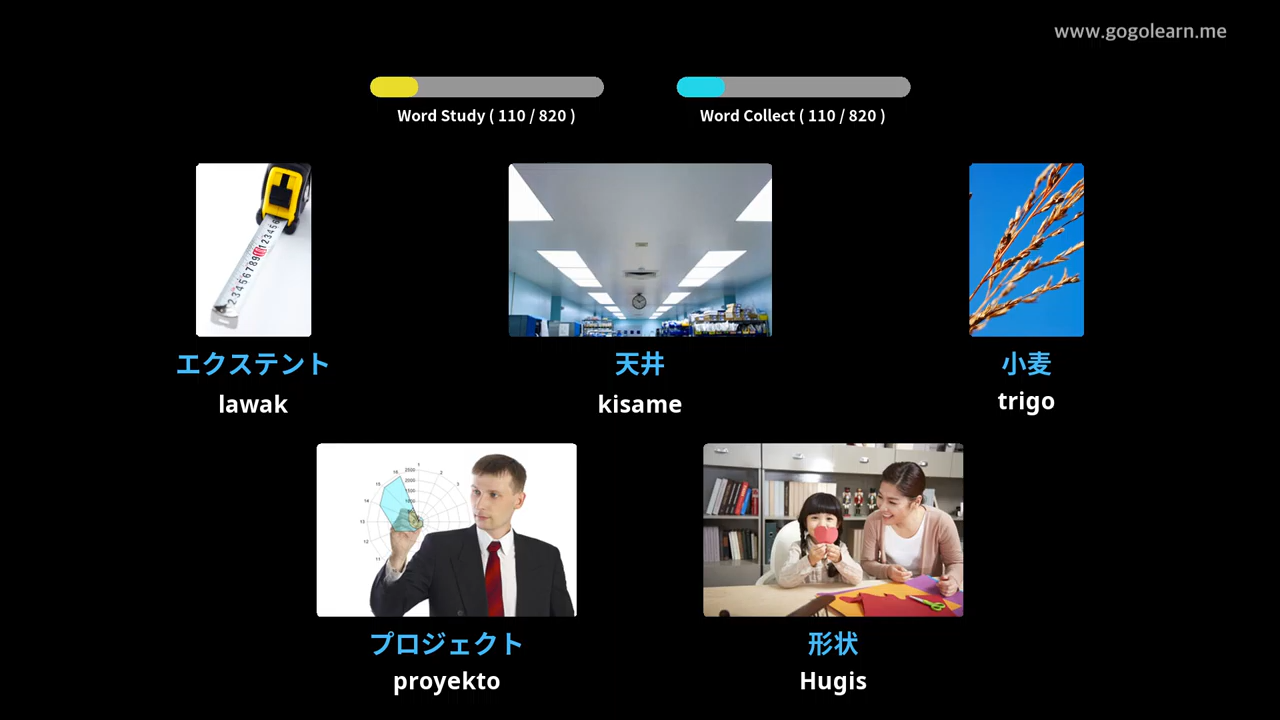 www.gogolearn.me
Word Study ( 110 / 820 )
Word Collect ( 110 / 820 )
エクステント
lawak
天井
kisame
小麦
trigo
プロジェクト
proyekto
形状
Hugis